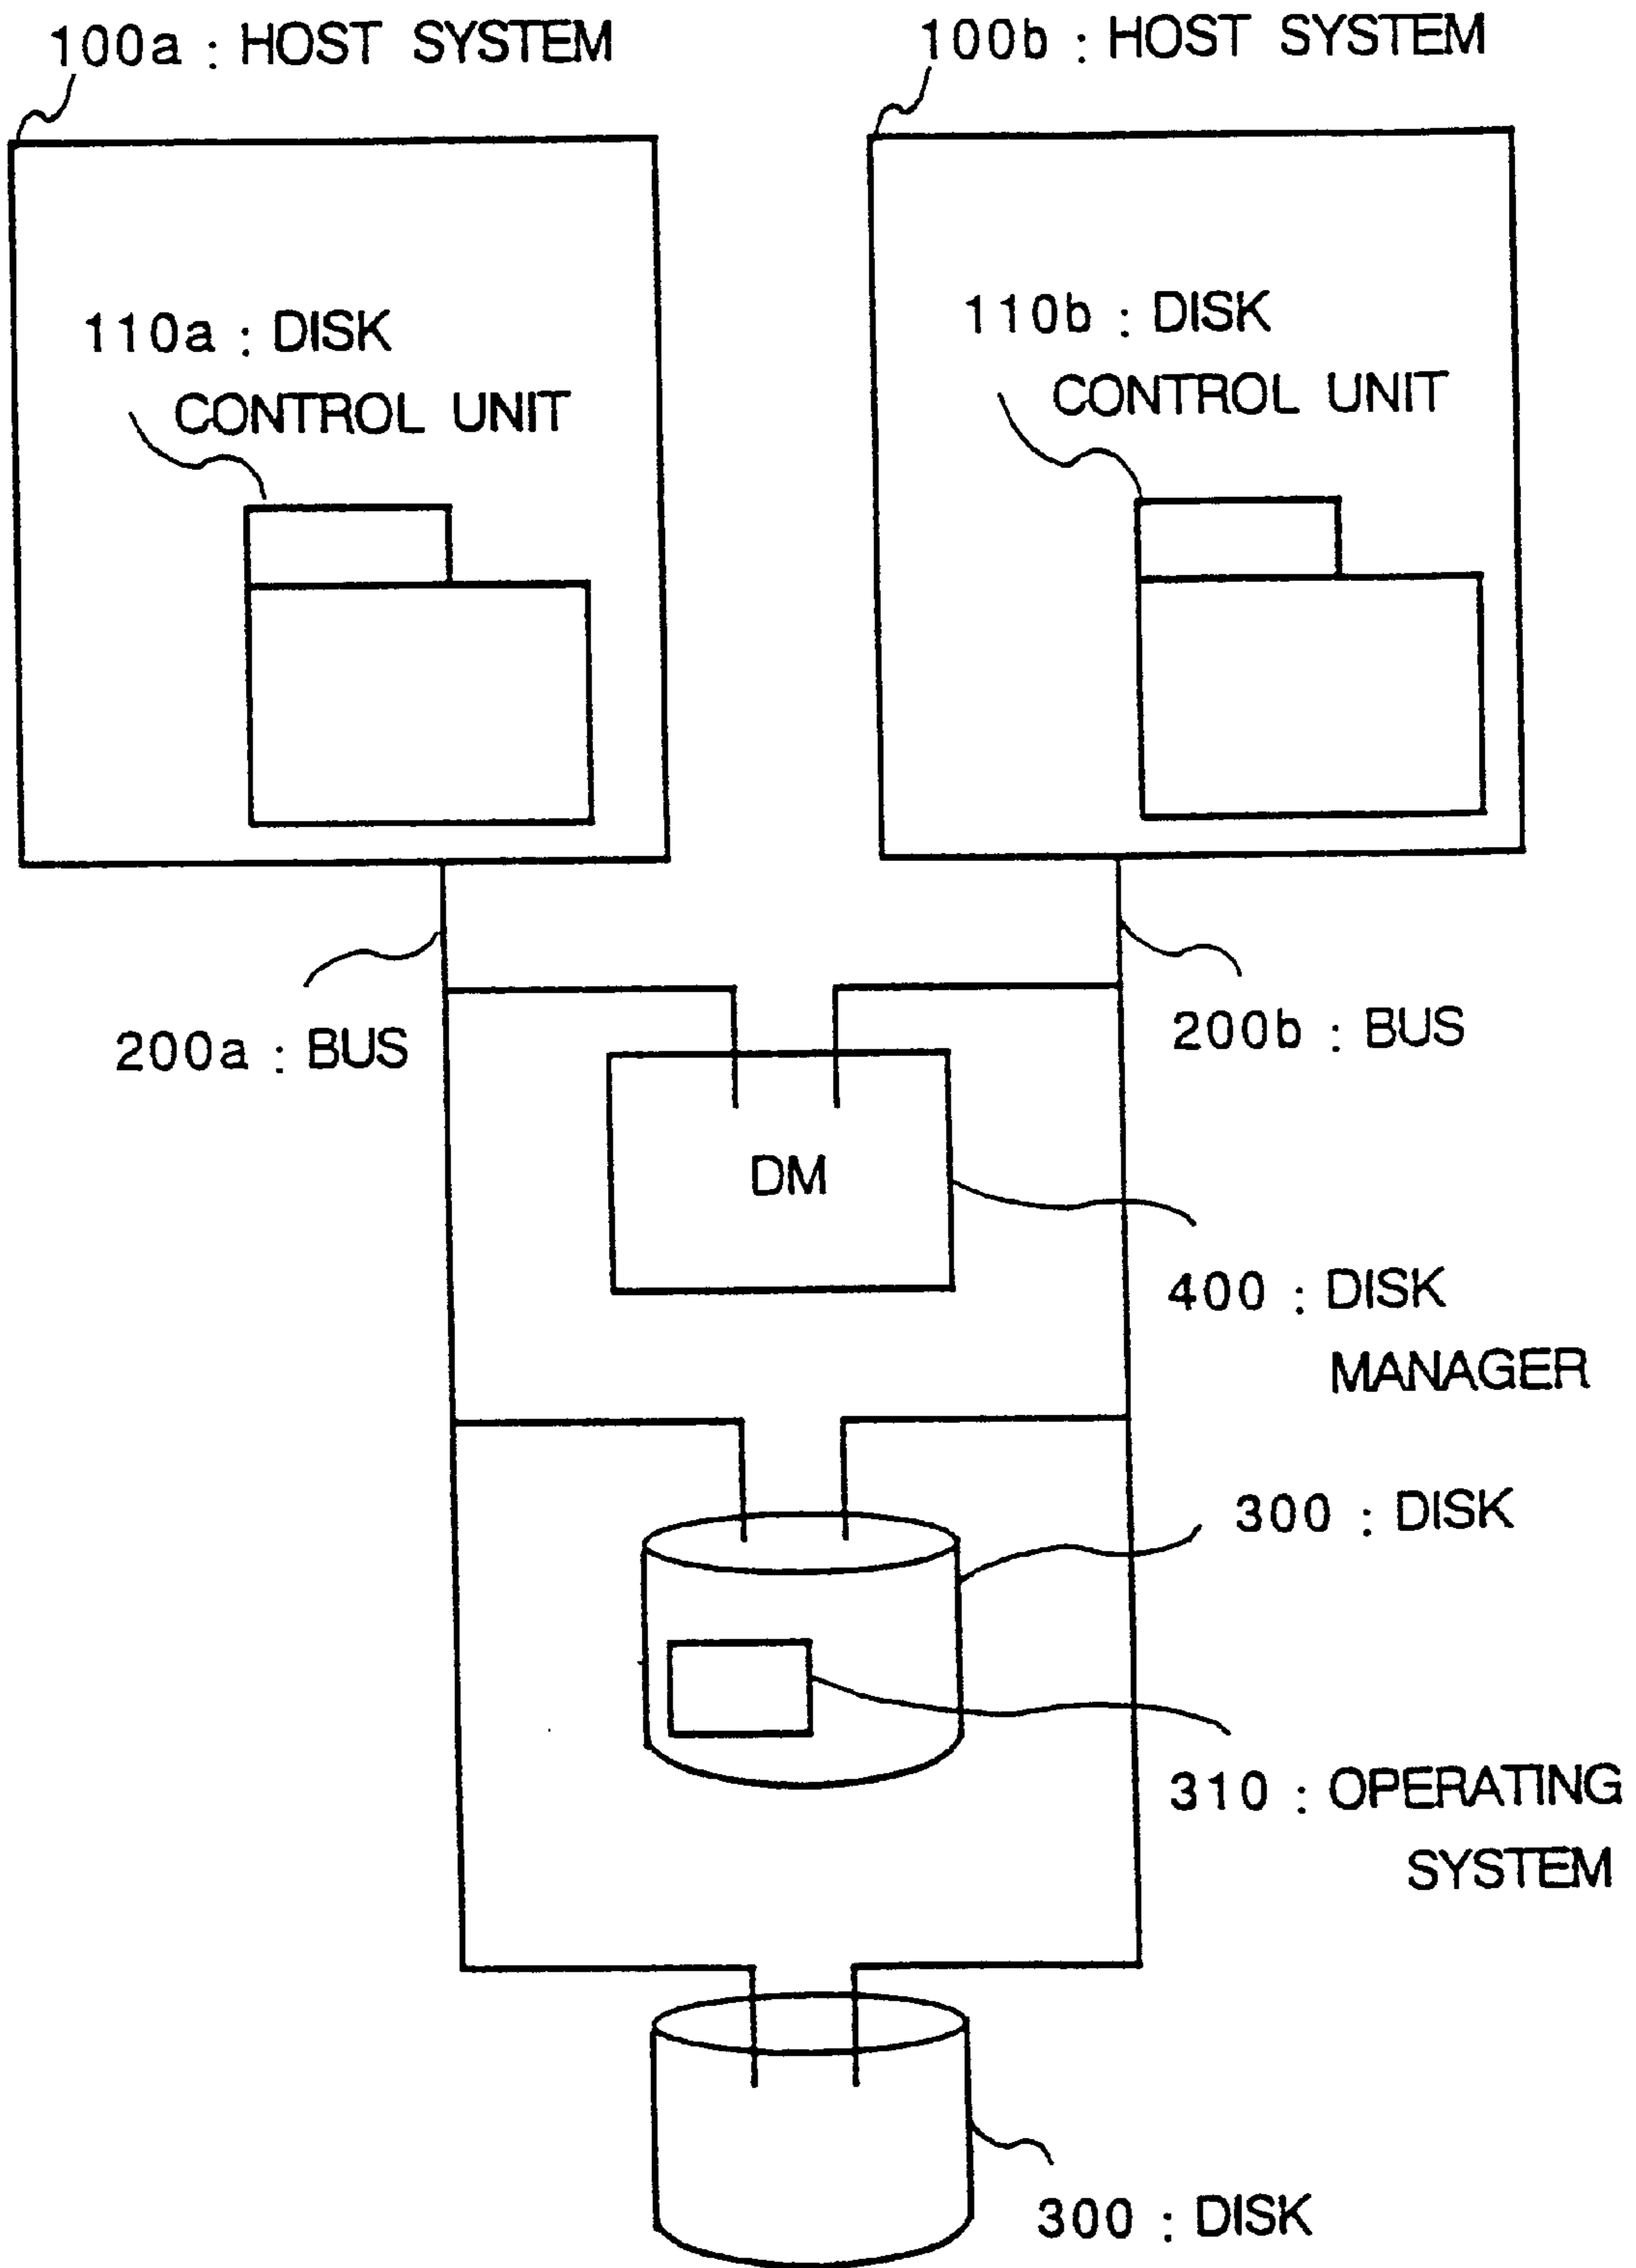 100a : HOST SYSTEM
100b : HOST SYSTEM
110a : DISK
CONTROL UNIT
110b : DISK
CONTROL UNIT
200a : BUS
200b : BUS
DM
400 : DISK
MANAGER
300 : DISK
310 : OPERATING
SYSTEM
300 : DISK